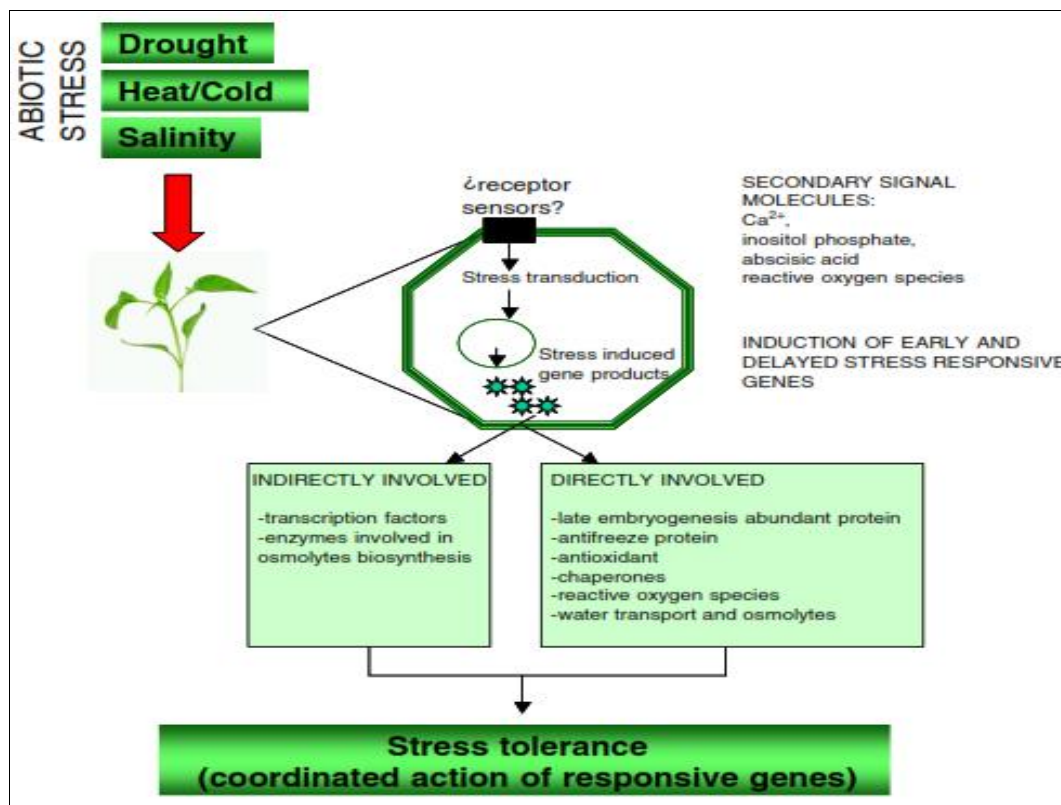 ABIOTIC
STRESS
Drought
Heat/Cold
Salinity
¿receptor
sensors?
Stress transduction
Stress induced
gene products
SECONDARY SIGNAL
MOLECULES:
Ca²⁺,
inositol phosphate,
abscisic acid
reactive oxygen species
INDUCTION OF EARLY AND
DELAYED STRESS RESPONSIVE
GENES
INDIRECTLY INVOLVED
-transcription factors
-enzymes involved in
osmolytes biosynthesis
DIRECTLY INVOLVED
-late embryogenesis abundant protein
-antifreeze protein
-antioxidant
-chaperones
-reactive oxygen species
-water transport and osmolytes
Stress tolerance
(coordinated action of responsive genes)